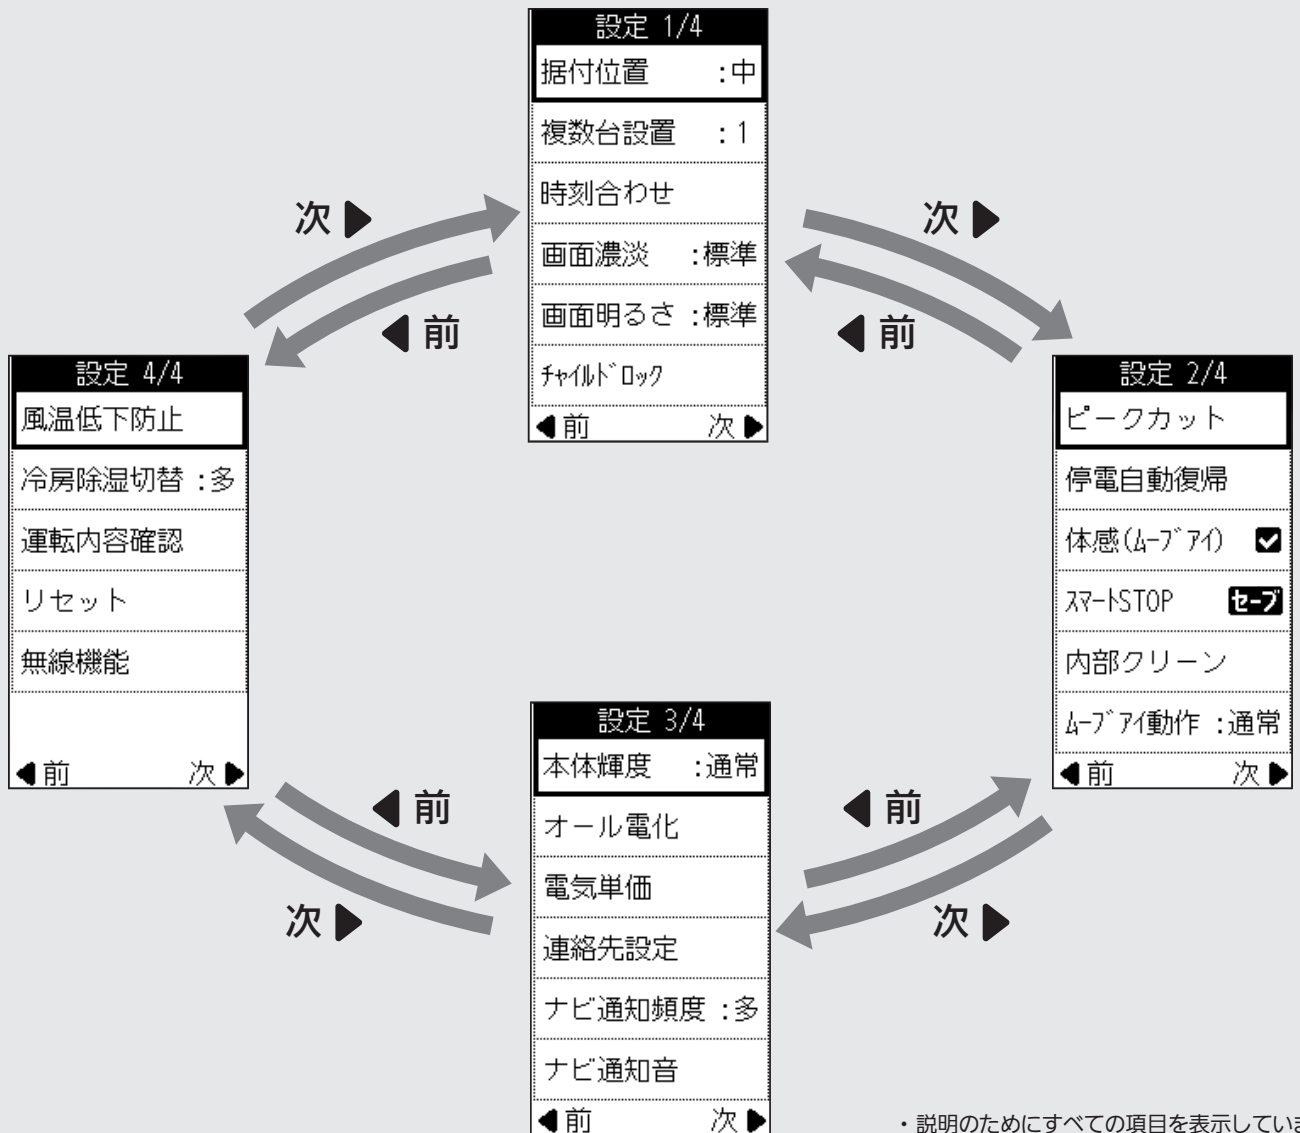 設定 1/4
据付位置 :中
複数台設置 :1
時刻合わせ
画面濃淡 :標準
画面明るさ :標準
ﾁｬｲﾙﾄﾞﾛｯｸ
◀前 次▶
次▶
◀前
次▶
◀前
設定 4/4
風温低下防止
冷房除湿切替 :多
運転内容確認
リセット
無線機能
◀前 次▶
設定 2/4
ピークカット
停電自動復帰
体感(ﾑｰﾌﾞｱｲ)
ｽﾏｰﾄSTOP セーブ
内部クリーン
ﾑｰﾌﾞｱｲ動作 :通常
◀前 次▶
設定 3/4
本体輝度 :通常
オール電化
電気単価
連絡先設定
ナビ通知頻度 :多
ナビ通知音
◀前 次▶
◀前
次▶
◀前
次▶
・説明のためにすべての項目を表示していま